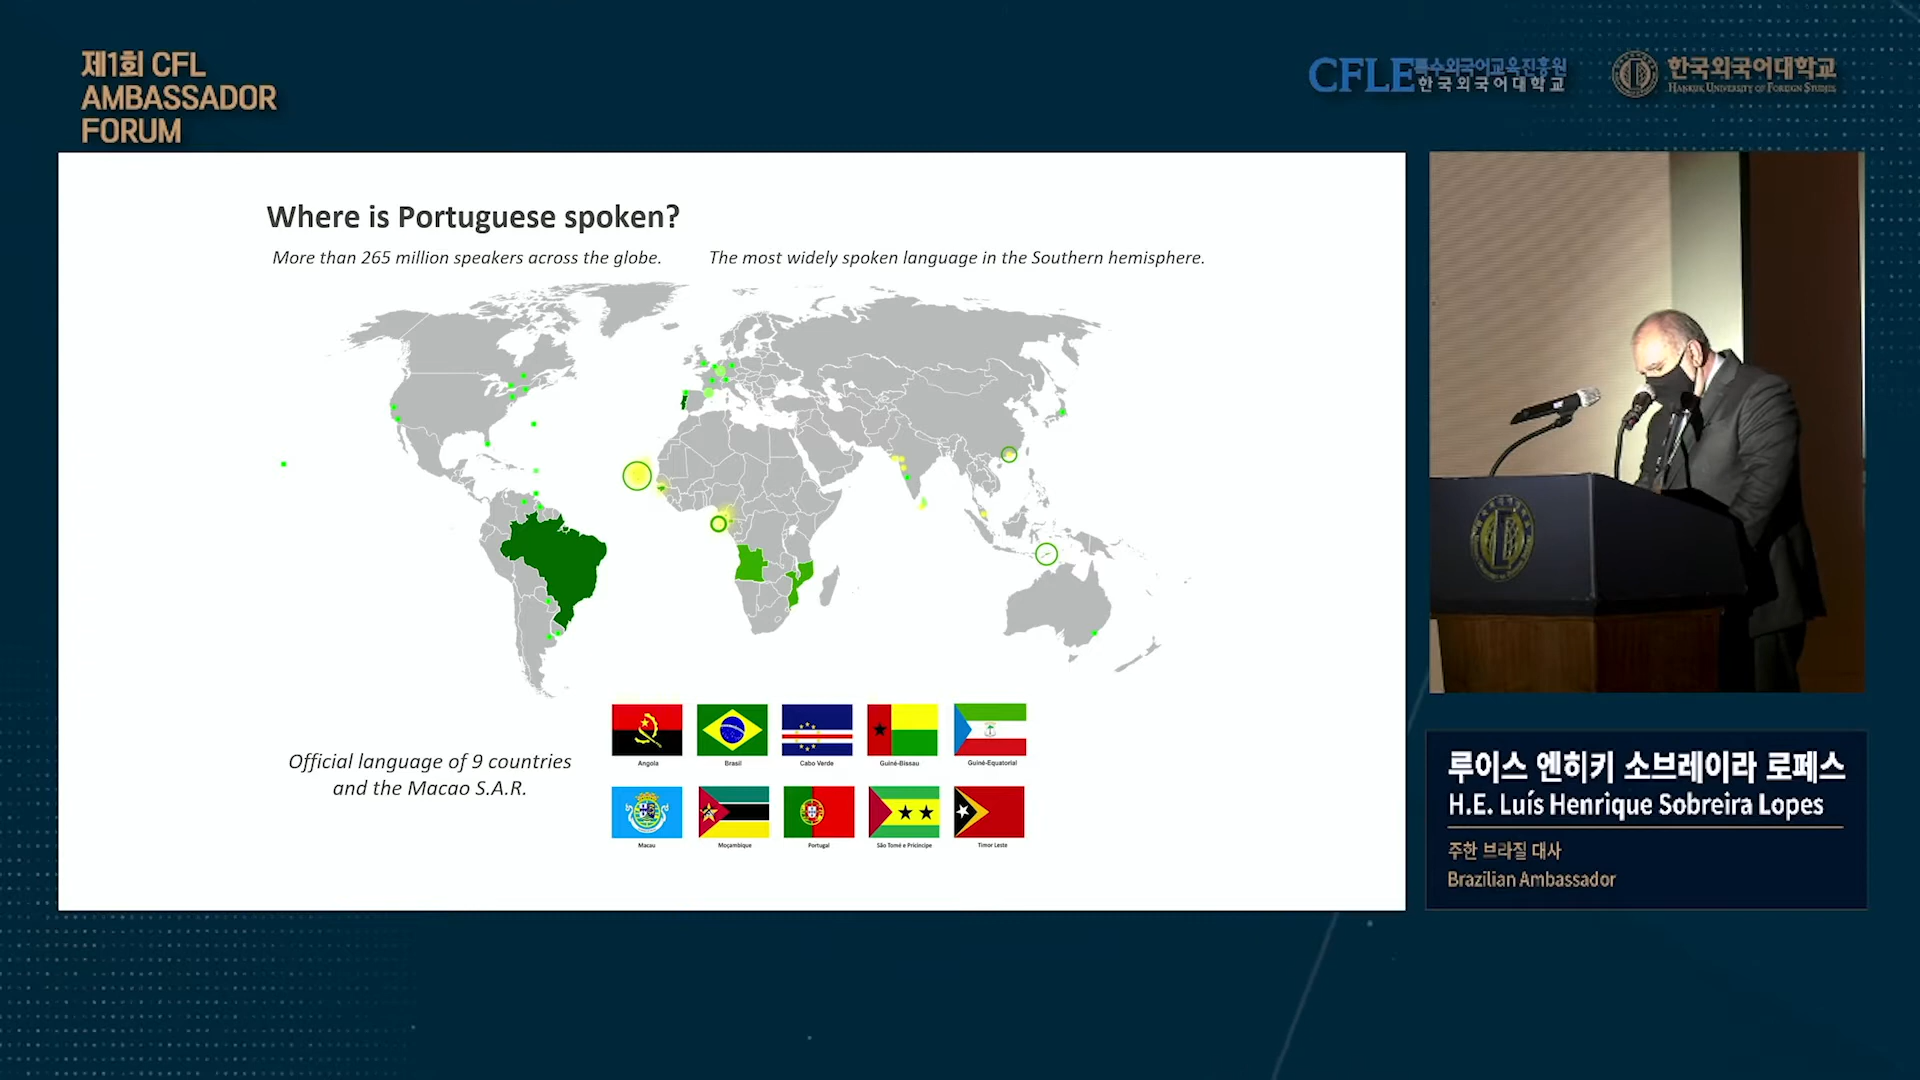 제1회 CFL
AMBASSADOR
FORUM
CFLE 특수외국어교육진흥원
한국외국어대학교
한국외국어대학교
HANKUK UNIVERSITY OF FOREIGN STUDIES
Where is Portuguese spoken?
More than 265 million speakers across the globe.
The most widely spoken language in the Southern hemisphere.
Official language of 9 countries
and the Macao S.A.R.
Angola
Brasil
Cabo Verde
Guiné-Bissau
Guiné-Equatorial
Macau
Moçambique
Portugal
São Tomé e Prícincipe
Timor Leste
루이스 엔히키 소브레이라 로페스
H.E. Luís Henrique Sobreira Lopes
주한 브라질 대사
Brazilian Ambassador